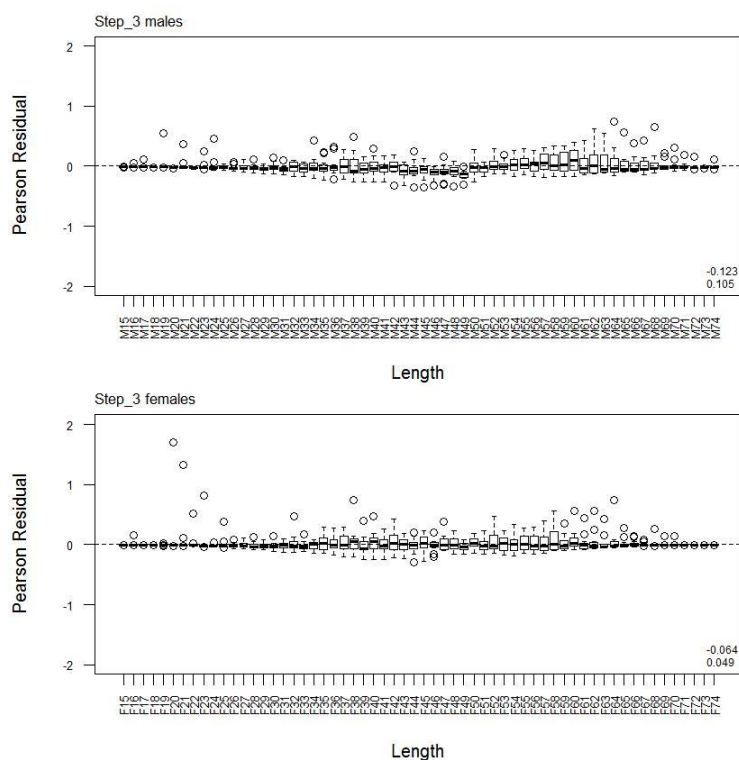 Step_3 males
Pearson Residual
2
1
0
-1
-2
-0.123
0.105
M15 M16 M17 M18 M19 M20 M21 M22 M23 M24 M25 M26 M27 M28 M29 M30 M31 M32 M33 M34 M35 M36 M37 M38 M39 M40 M41 M42 M43 M44 M45 M46 M47 M48 M49 M50 M51 M52 M53 M54 M55 M56 M57 M58 M59 M60 M61 M62 M63 M64 M65 M66 M67 M68 M69 M70 M71 M72 M73 M74
Length
Step_3 females
Pearson Residual
2
1
0
-1
-2
-0.064
0.049
F15 F16 F17 F18 F19 F20 F21 F22 F23 F24 F25 F26 F27 F28 F29 F30 F31 F32 F33 F34 F35 F36 F37 F38 F39 F40 F41 F42 F43 F44 F45 F46 F47 F48 F49 F50 F51 F52 F53 F54 F55 F56 F57 F58 F59 F60 F61 F62 F63 F64 F65 F66 F67 F68 F69 F70 F71 F72 F73 F74
Length